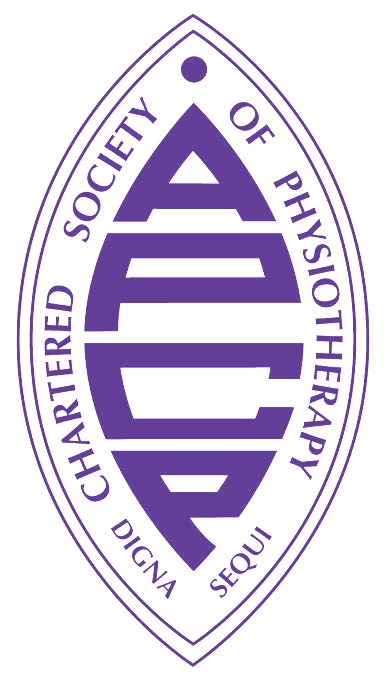 CHARTERED SOCIETY OF PHYSIOTHERAPY
A
P
C
P
DIGNA SEQUI